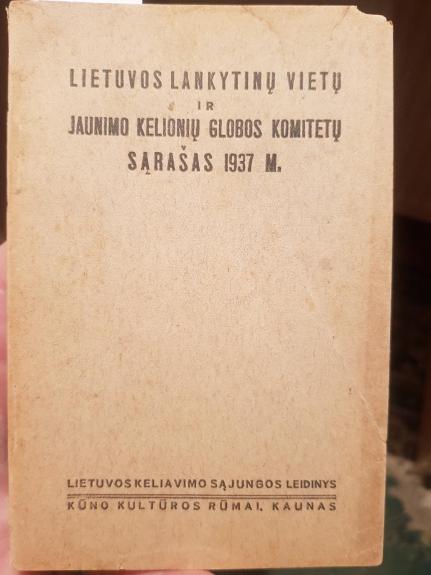 LIETUVOS LANKYTINŲ VIETŲ
IR
JAUNIMO KELIONIŲ GLOBOS KOMITETŲ
SĄRAŠAS 1937 M.
LIETUVOS KELIAVIMO SĄJUNGOS LEIDINYS
KŪNO KULTŪROS RŪMAI, KAUNAS